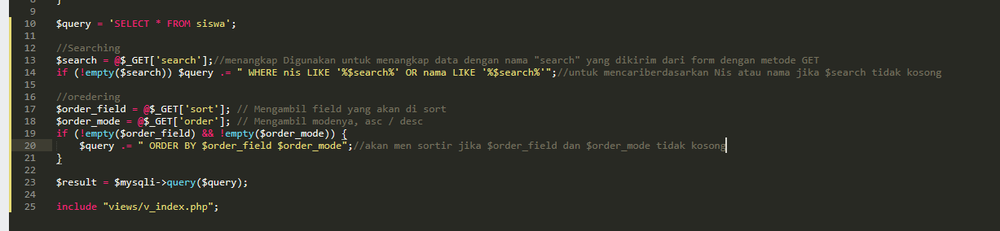 8 }
9
10 $query = 'SELECT * FROM siswa';
11
12 //Searching
13 $search = @$_GET['search'];//menangkap Digunakan untuk menangkap data dengan nama "search" yang dikirim dari form dengan metode GET
14 if (!empty($search)) $query .= " WHERE nis LIKE '%$search%' OR nama LIKE '%$search%'";//untuk mencariberdasarkan Nis atau nama jika $search tidak kosong
15
16 //oredering
17 $order_field = @$_GET['sort']; // Mengambil field yang akan di sort
18 $order_mode = @$_GET['order']; // Mengambil modenya, asc / desc
19 if (!empty($order_field) && !empty($order_mode)) {
20 $query .= " ORDER BY $order_field $order_mode";//akan men sortir jika $order_field dan $order_mode tidak kosong
21 }
22
23 $result = $mysqli->query($query);
24
25 include "views/v_index.php";